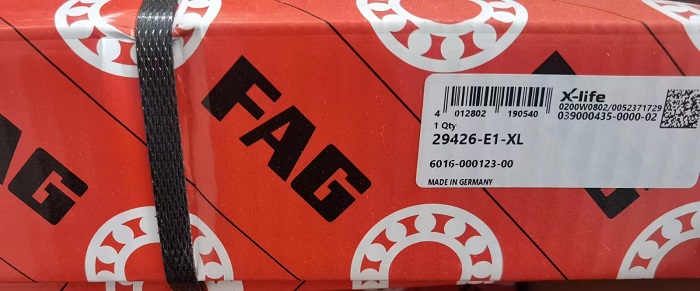 FAG
FAG
X-life
0200W0802/0052371729
039000435-0000-02
4 012802 190540
1 Qty
29426-E1-XL
6016-000123-00
MADE IN GERMANY